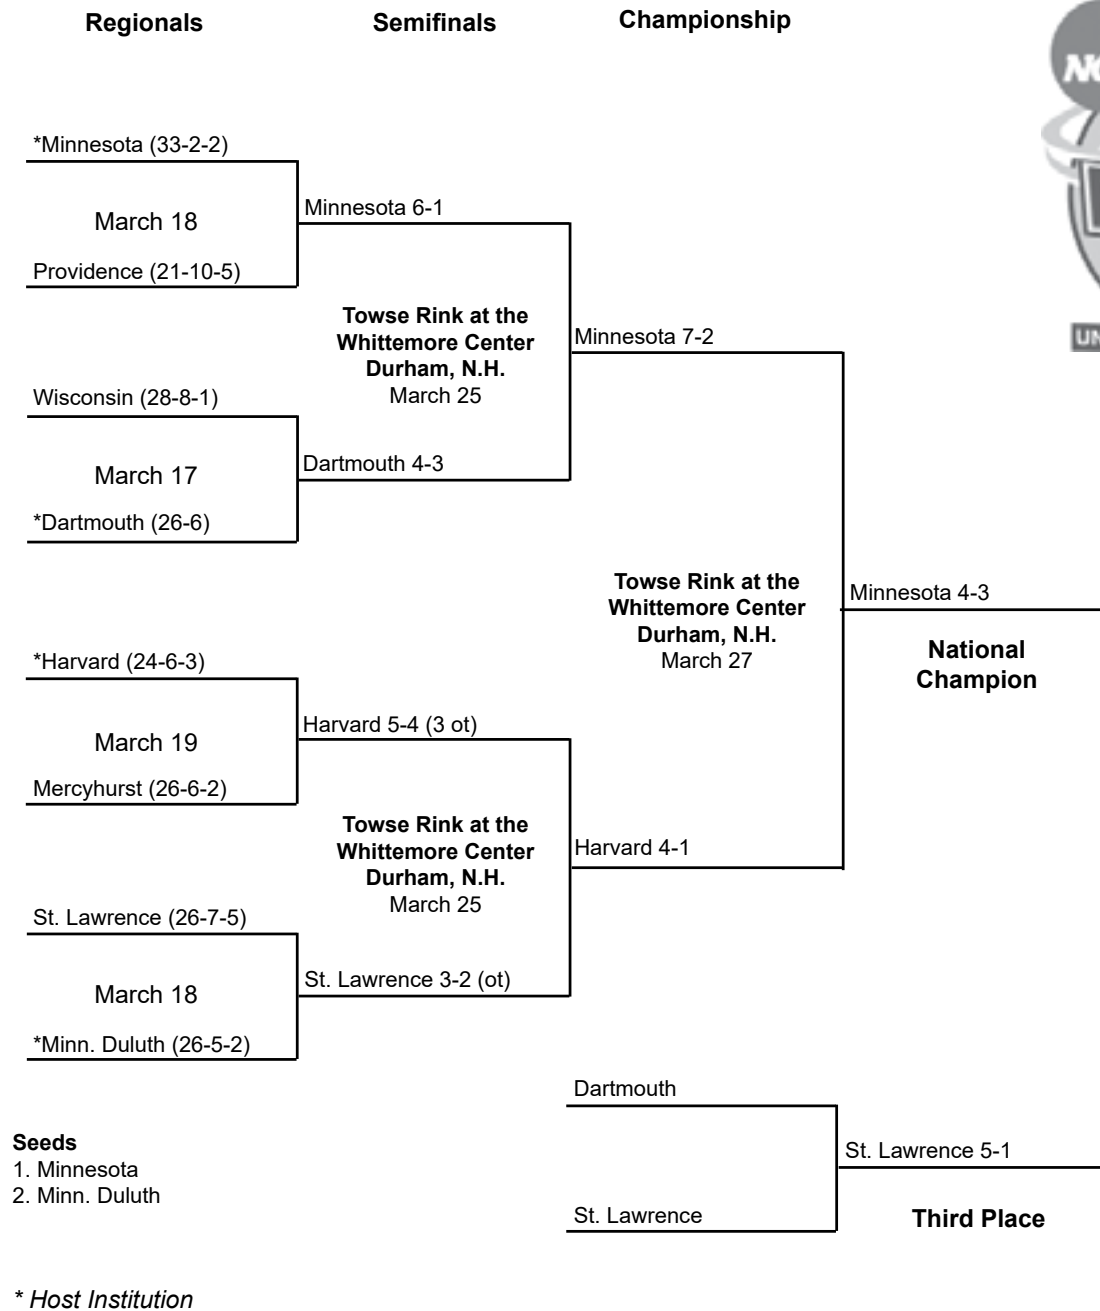 Regionals
Semifinals
Championship
*Minnesota (33-2-2)
March 18
Providence (21-10-5)
Minnesota 6-1
Towse Rink at the
Whittemore Center
Durham, N.H.
March 25
Wisconsin (28-8-1)
March 17
*Dartmouth (26-6)
Dartmouth 4-3
Minnesota 7-2
Towse Rink at the
Whittemore Center
Durham, N.H.
March 27
Minnesota 4-3
National
Champion
*Harvard (24-6-3)
March 19
Mercyhurst (26-6-2)
Harvard 5-4 (3 ot)
Towse Rink at the
Whittemore Center
Durham, N.H.
March 25
Harvard 4-1
St. Lawrence (26-7-5)
March 18
*Minn. Duluth (26-5-2)
St. Lawrence 3-2 (ot)
Dartmouth
St. Lawrence
St. Lawrence 5-1
Third Place
Seeds
1. Minnesota
2. Minn. Duluth
* Host Institution